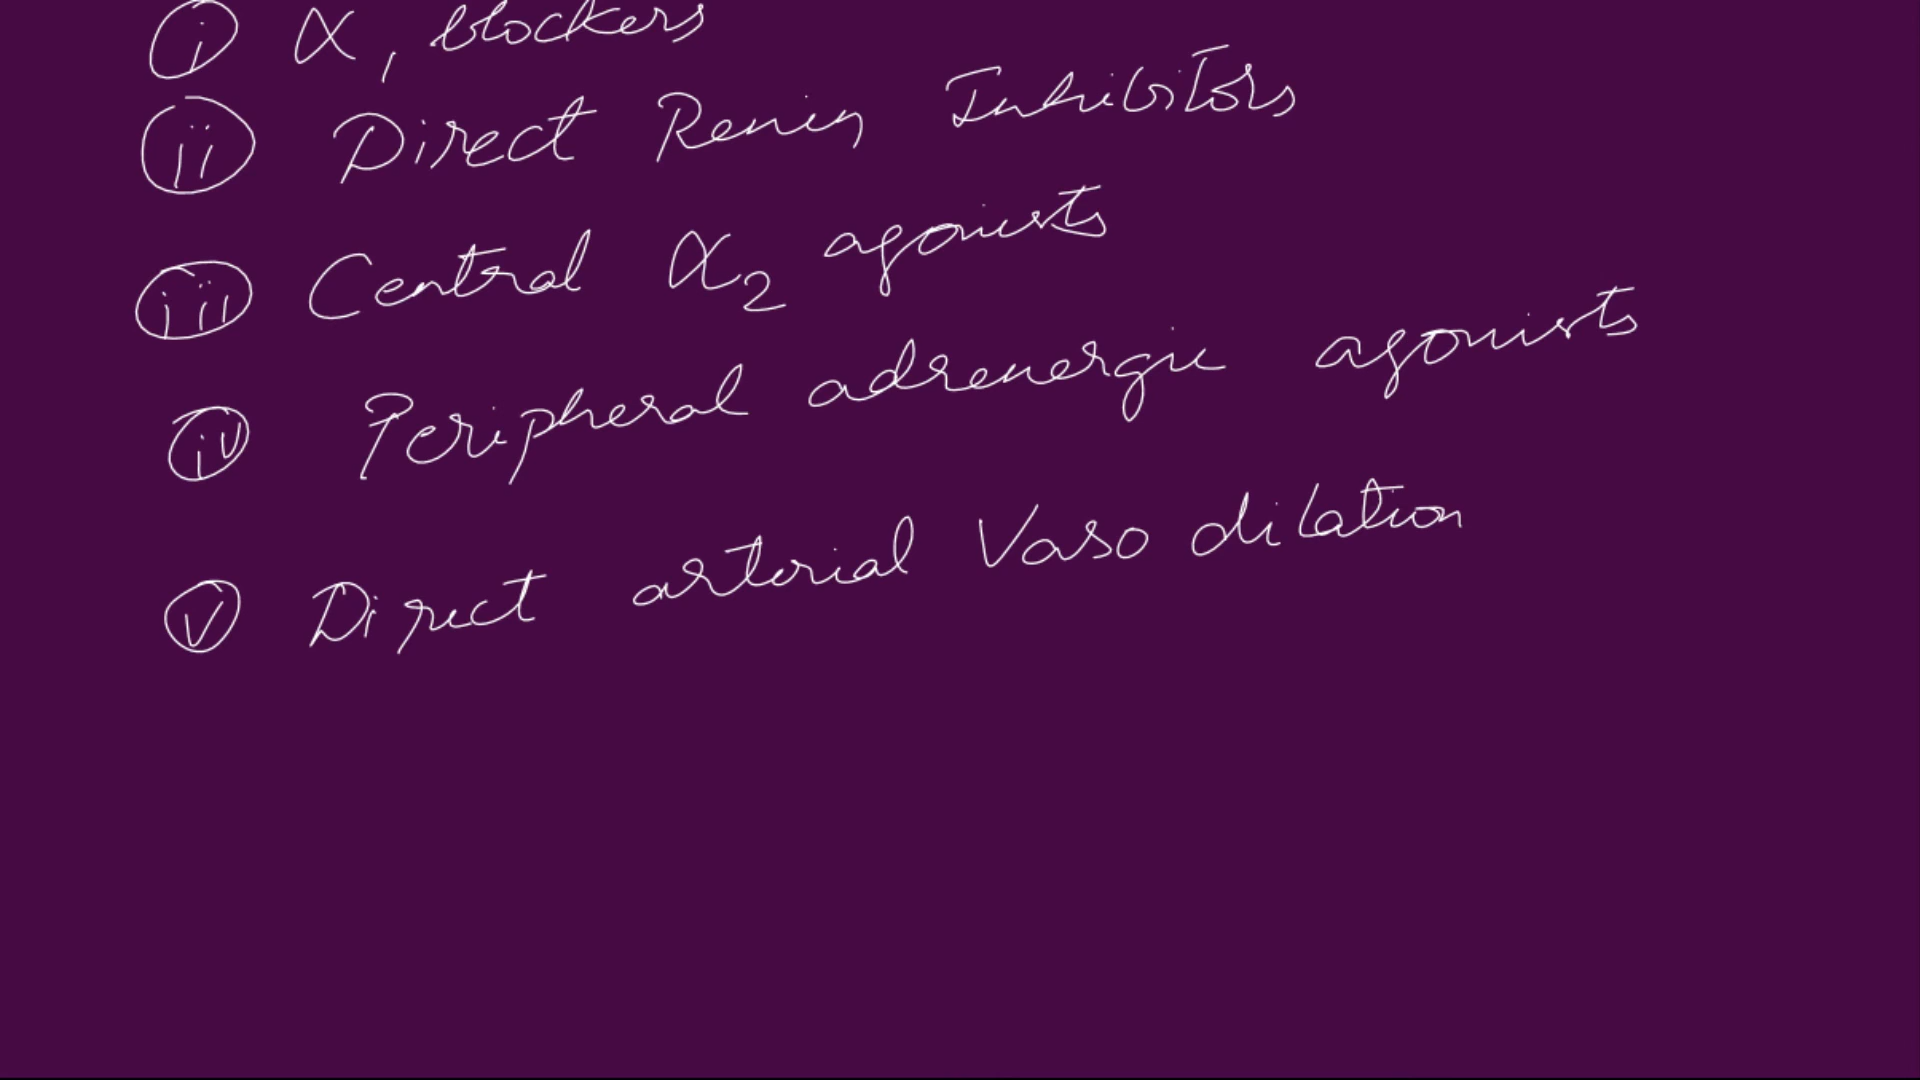 i α1 blockers
ii Direct Renin Inhibitors
iii Central α2 agonists
iv Peripheral adrenergic agonists
v Direct arterial Vaso dilation